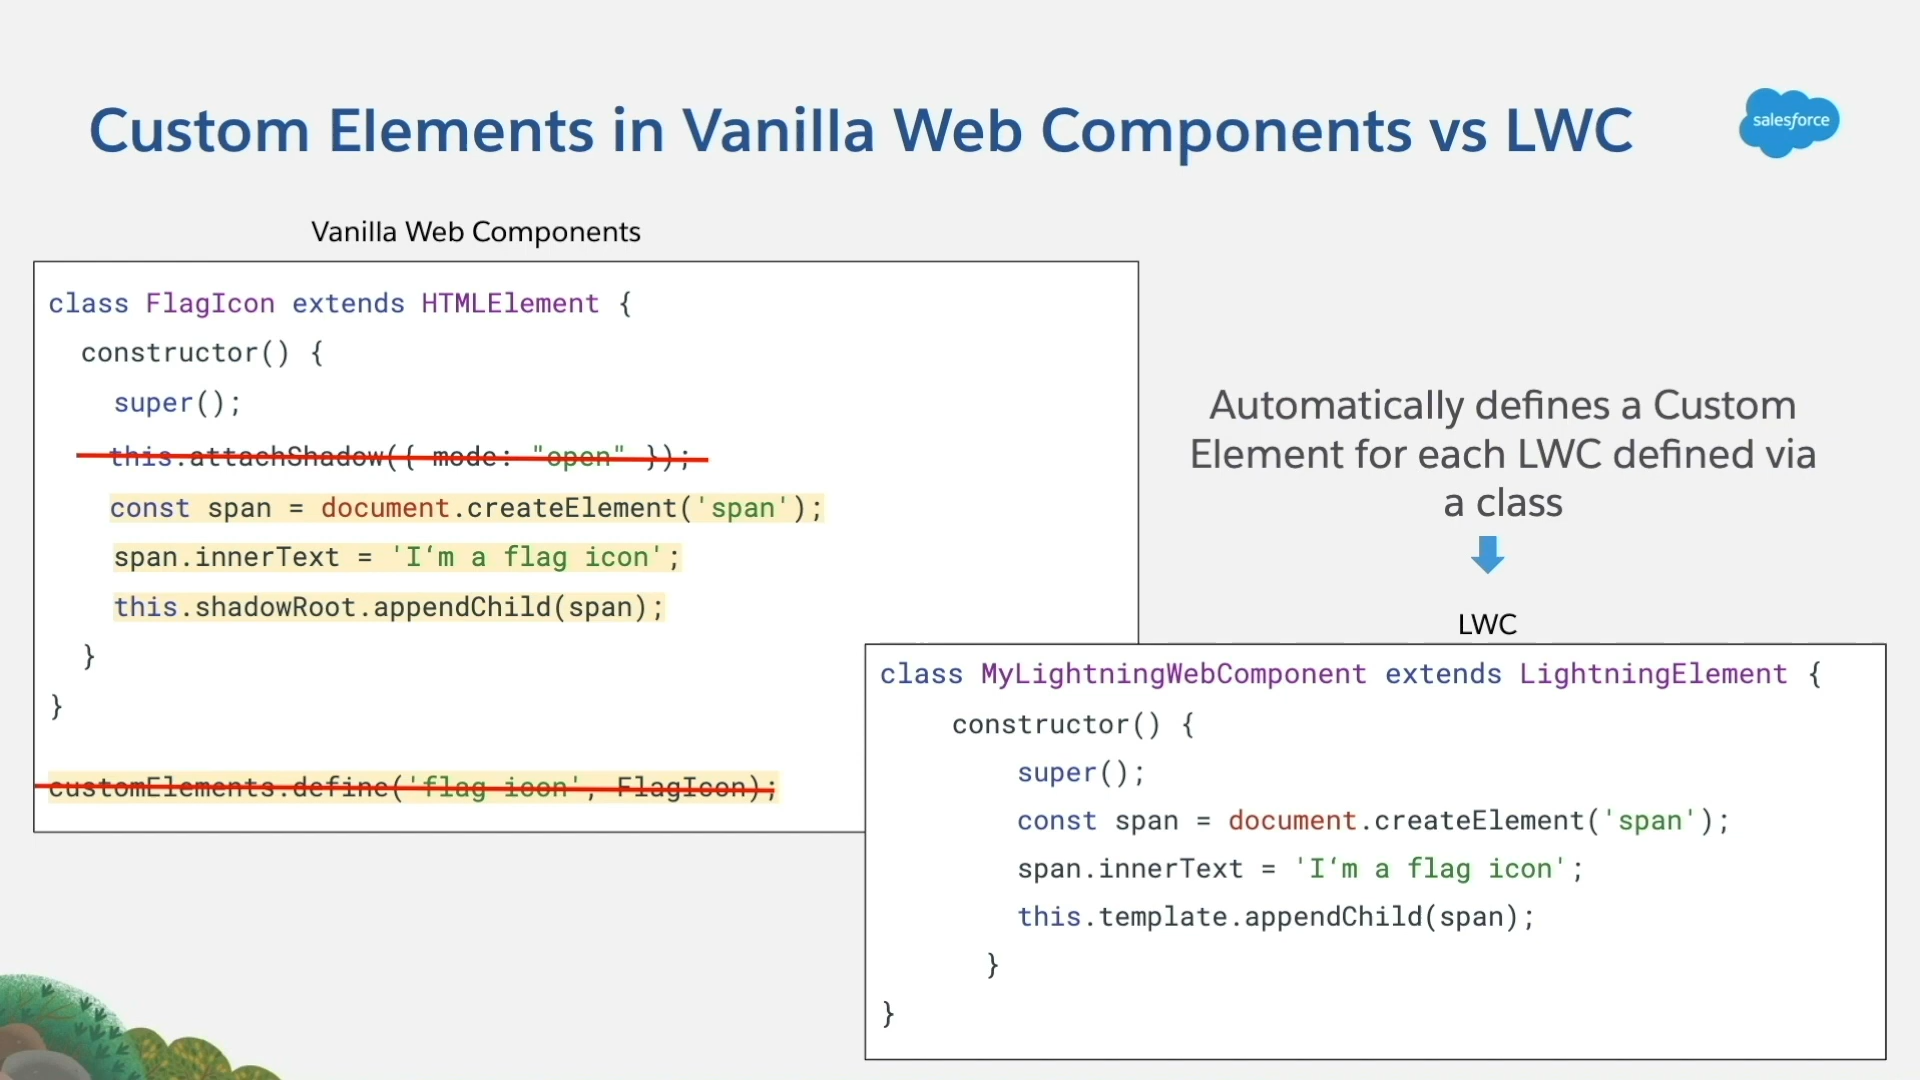 Custom Elements in Vanilla Web Components vs LWC
salesforce
Vanilla Web Components
class FlagIcon extends HTMLElement {
constructor() {
super();
this.attachShadow({ mode: "open" });
const span = document.createElement('span');
span.innerText = 'I‘m a flag icon';
this.shadowRoot.appendChild(span);
}
}
customElements.define('flag icon', FlagIcon);
Automatically defines a Custom
Element for each LWC defined via
a class
LWC
class MyLightningWebComponent extends LightningElement {
constructor() {
super();
const span = document.createElement('span');
span.innerText = 'I‘m a flag icon';
this.template.appendChild(span);
}
}